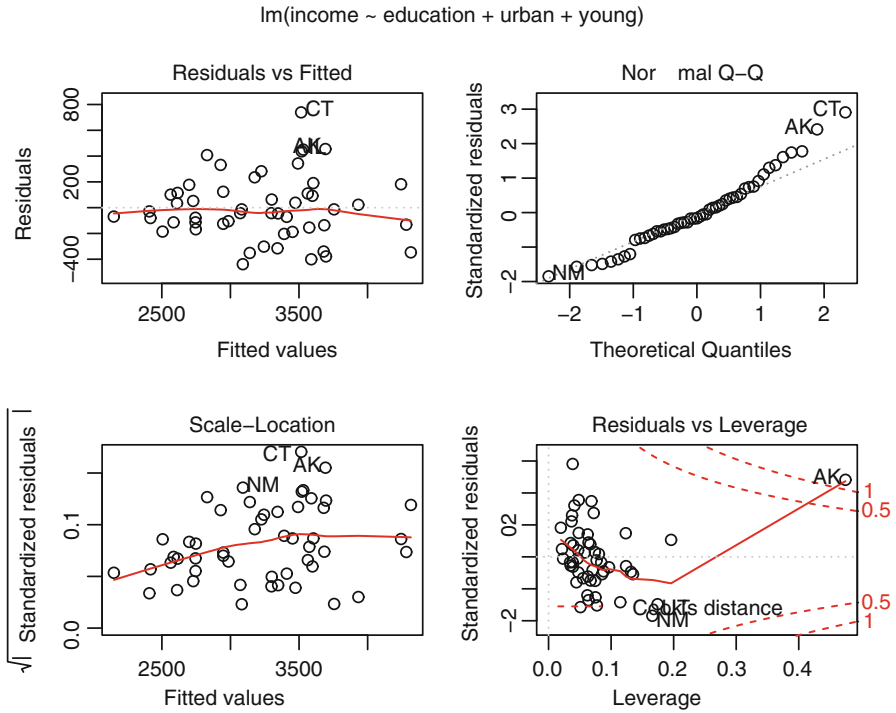 lm(income ~ education + urban + young)
Residuals vs Fitted
Residuals
800
200
−400
CT
AK
2500 3500
Fitted values
Nor mal Q−Q
Standardized residuals
3
2
1
0
−2
CT
AK
NM
−2 −1 0 1 2
Theoretical Quantiles
Scale−Location
√| Standardized residuals |
0.1
0.0
CT
AK
NM
2500 3500
Fitted values
Residuals vs Leverage
Standardized residuals
02
−2
AK
1
0.5
0.5
1
Cook's distance
UT
NM
0.0 0.1 0.2 0.3 0.4
Leverage